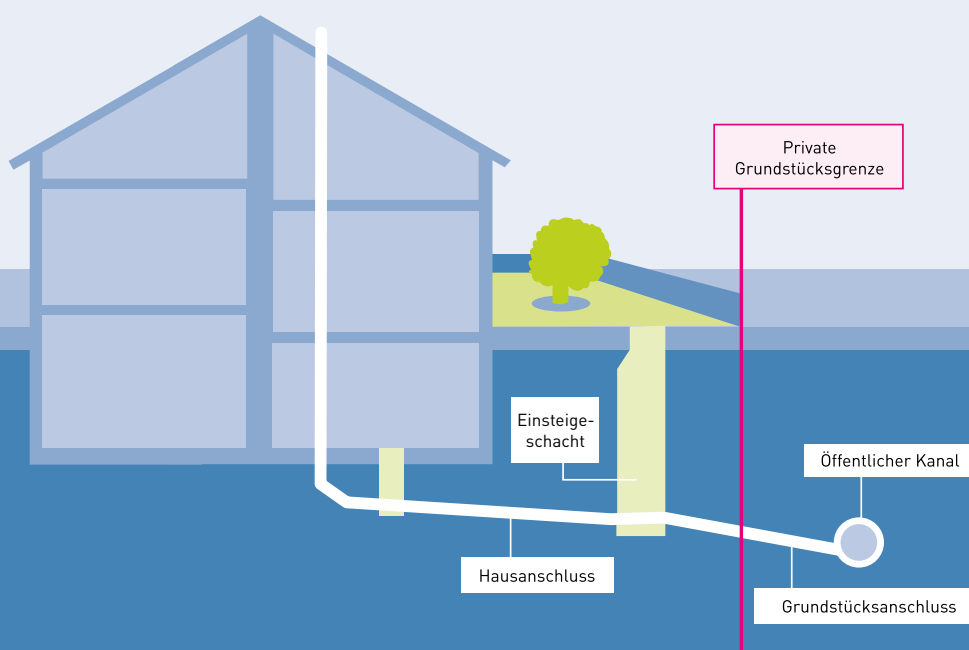 Private
Grundstücksgrenze
Einsteige-
schacht
Öffentlicher Kanal
Hausanschluss
Grundstücksanschluss